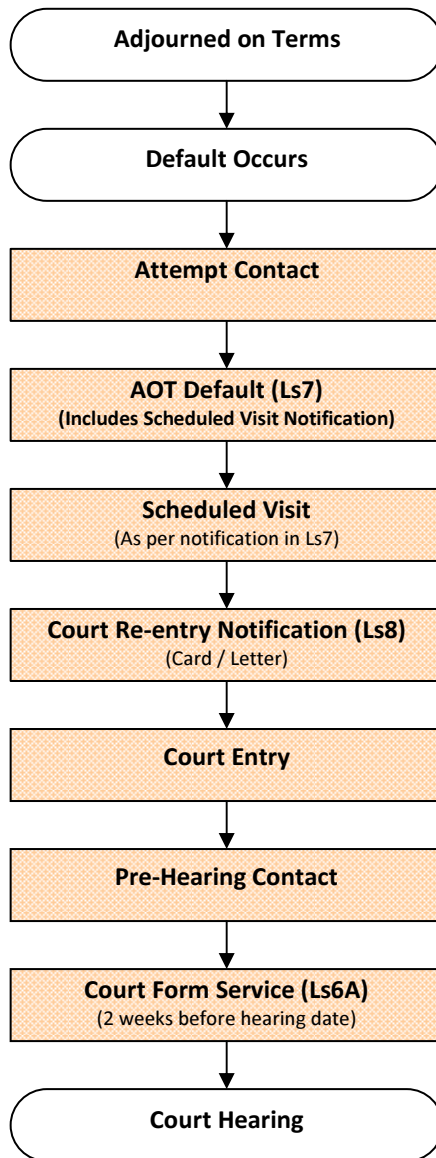 Adjourned on Terms
Default Occurs
Attempt Contact
AOT Default (Ls7)
(Includes Scheduled Visit Notification)
Scheduled Visit
(As per notification in Ls7)
Court Re-entry Notification (Ls8)
(Card / Letter)
Court Entry
Pre-Hearing Contact
Court Form Service (Ls6A)
(2 weeks before hearing date)
Court Hearing